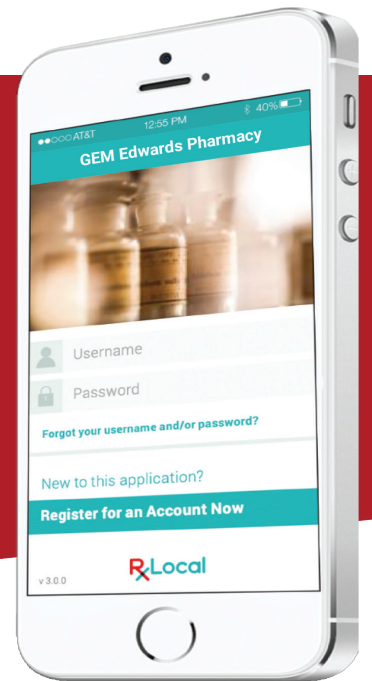 ●●○○○ AT&T 12:55 PM 40%
GEM Edwards Pharmacy
Username
Password
Forgot your username and/or password?
New to this application?
Register for an Account Now
v 3.0.0 RxLocal